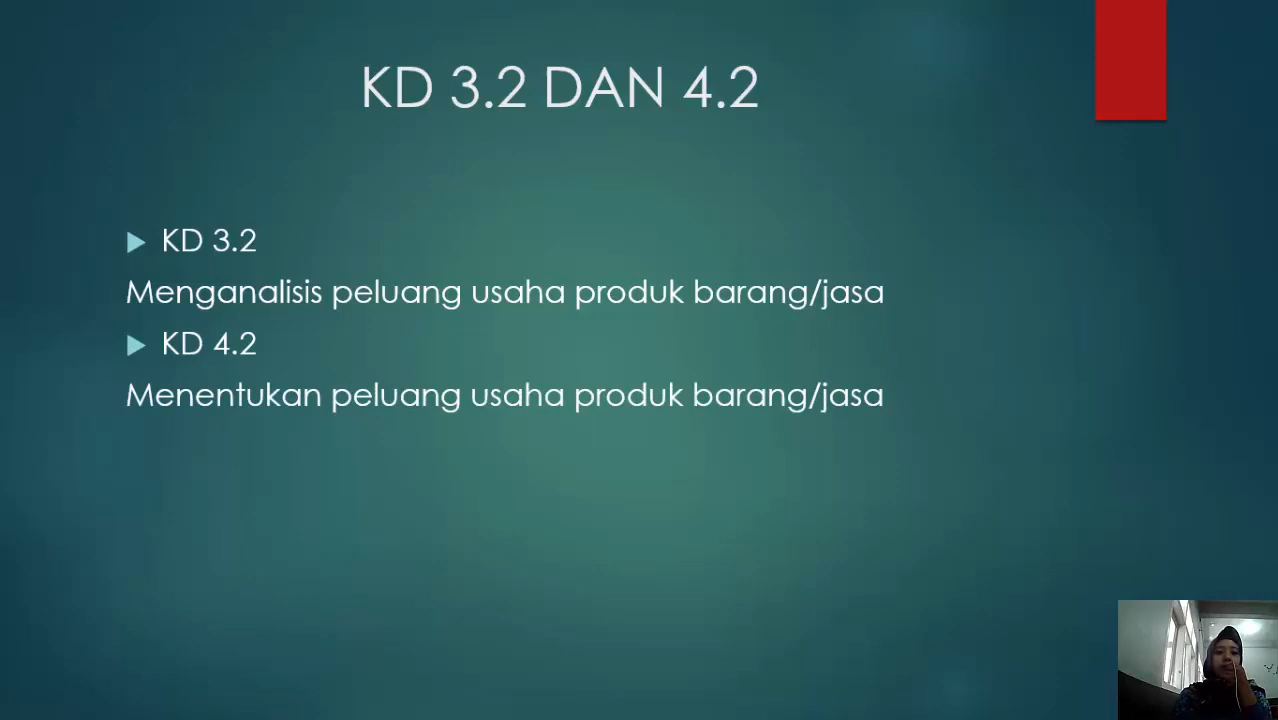 KD 3.2 DAN 4.2
KD 3.2
Menganalisis peluang usaha produk barang/jasa
KD 4.2
Menentukan peluang usaha produk barang/jasa